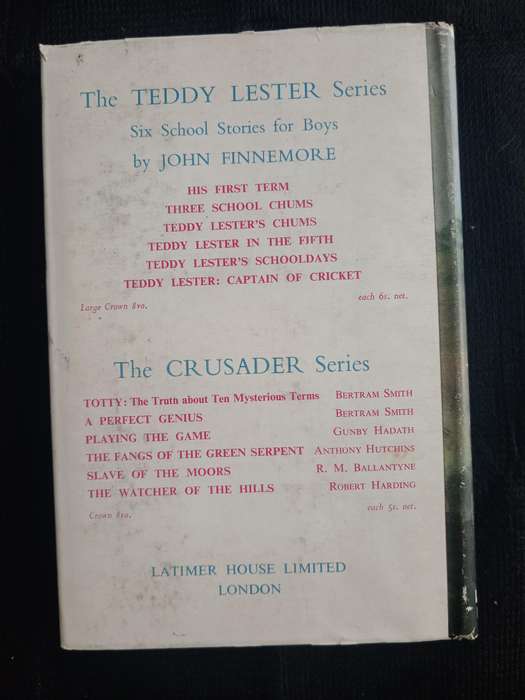 The TEDDY LESTER Series
Six School Stories for Boys
by JOHN FINNEMORE
HIS FIRST TERM
THREE SCHOOL CHUMS
TEDDY LESTER'S CHUMS
TEDDY LESTER IN THE FIFTH
TEDDY LESTER'S SCHOOLDAYS
TEDDY LESTER: CAPTAIN OF CRICKET
Large Crown 8vo. each 6s. net.
The CRUSADER Series
TOTTY: The Truth about Ten Mysterious Terms BERTRAM SMITH
A PERFECT GENIUS BERTRAM SMITH
PLAYING THE GAME GUNBY HADATH
THE FANGS OF THE GREEN SERPENT ANTHONY HUTCHINS
SLAVE OF THE MOORS R. M. BALLANTYNE
THE WATCHER OF THE HILLS ROBERT HARDING
Crown 8vo. each 5s. net.
LATIMER HOUSE LIMITED
LONDON